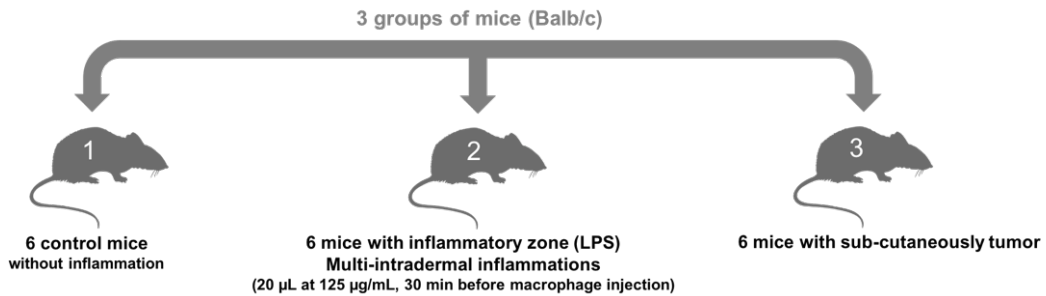 3 groups of mice (Balb/c)
1
2
3
6 control mice
without inflammation
6 mice with inflammatory zone (LPS)
Multi-intradermal inflammations
(20 µL at 125 µg/mL, 30 min before macrophage injection)
6 mice with sub-cutaneously tumor